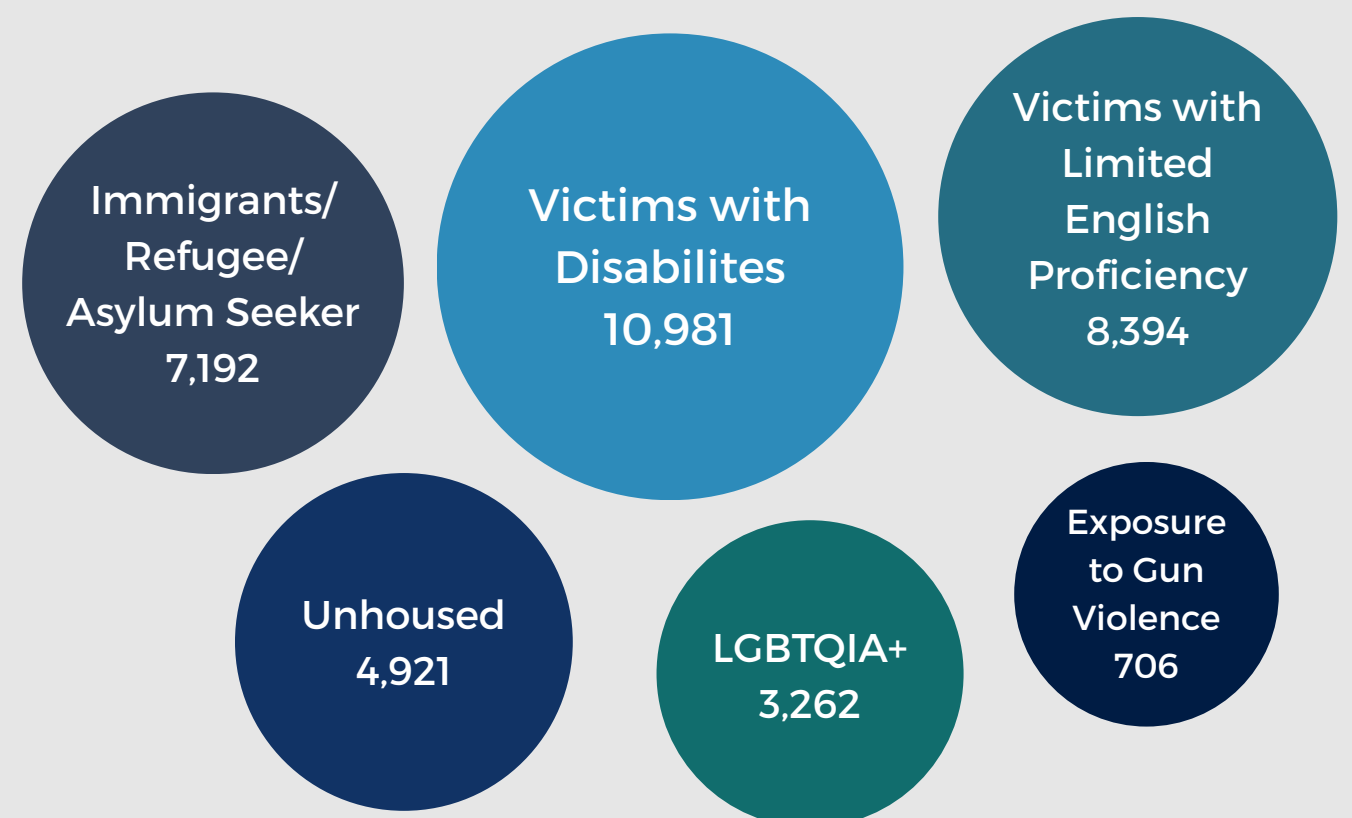 Immigrants/
Refugee/
Asylum Seeker
7,192
Victims with
Disabilites
10,981
Victims with
Limited
English
Proficiency
8,394
Unhoused
4,921
LGBTQIA+
3,262
Exposure
to Gun
Violence
706